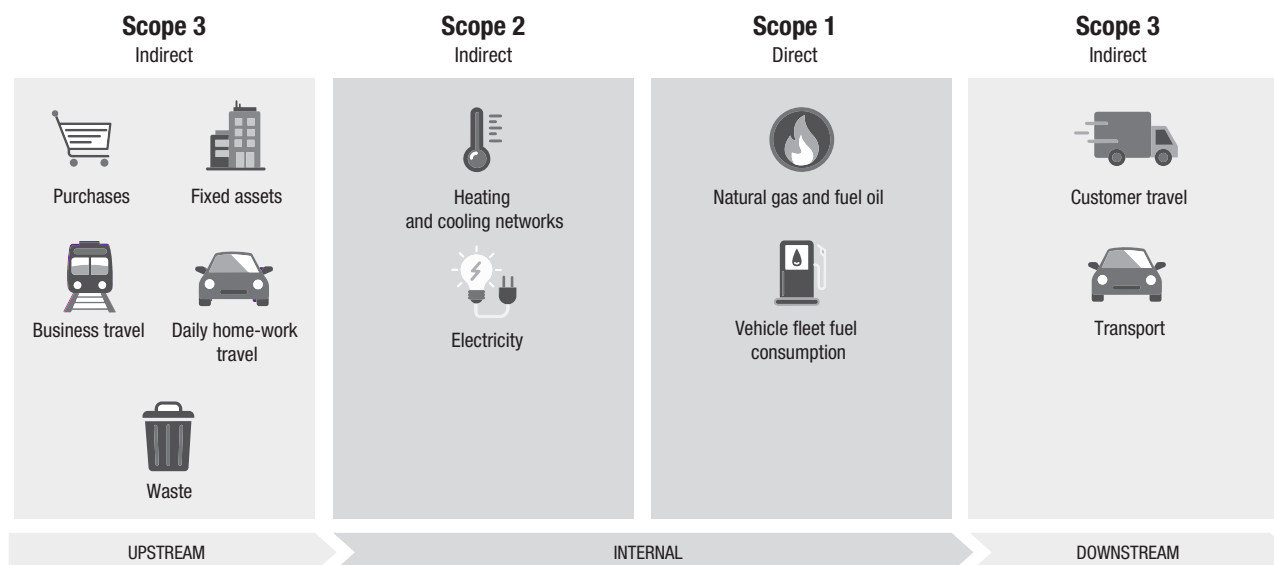 Scope 3
Indirect
Scope 2
Indirect
Scope 1
Direct
Scope 3
Indirect
Purchases
Fixed assets
Business travel
Daily home-work
travel
Waste
Heating
and cooling networks
Electricity
Natural gas and fuel oil
Vehicle fleet fuel
consumption
Customer travel
Transport
UPSTREAM
INTERNAL
DOWNSTREAM